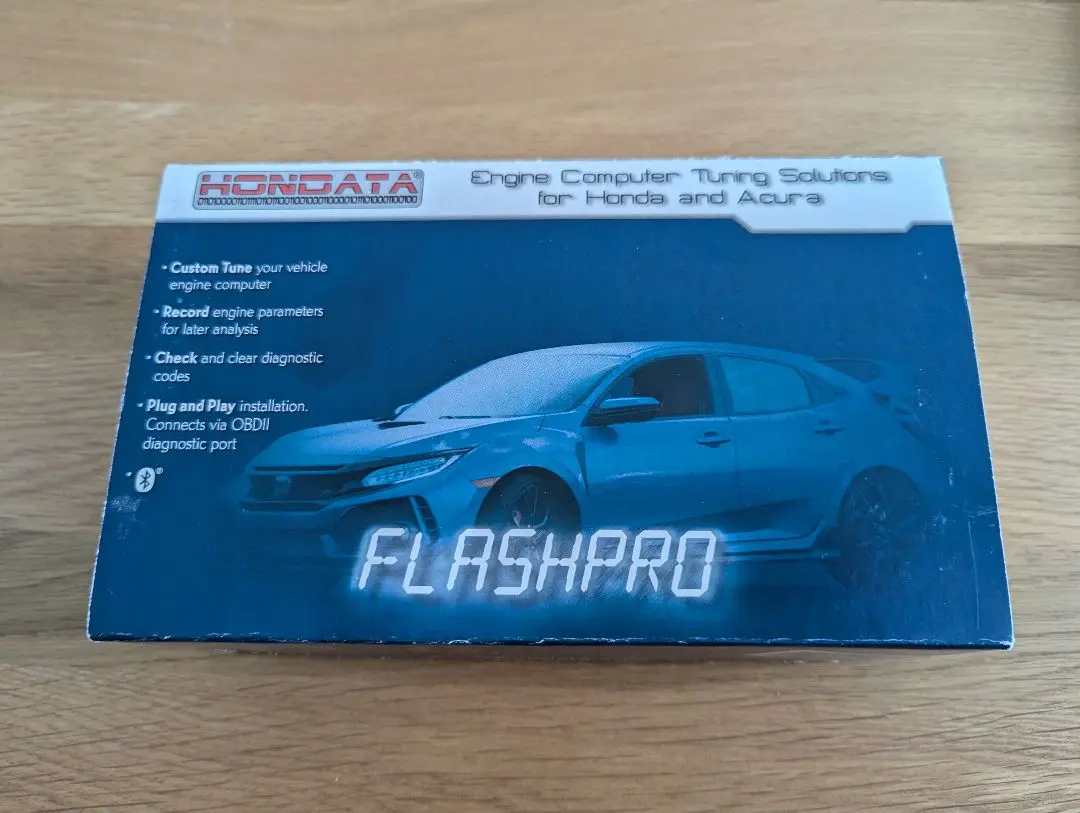 HONDATA®
Engine Computer Tuning Solutions
for Honda and Acura
• Custom Tune your vehicle
engine computer
• Record engine parameters
for later analysis
• Check and clear diagnostic
codes
• Plug and Play installation.
Connects via OBDII
diagnostic port
• ®
FLASHPRO